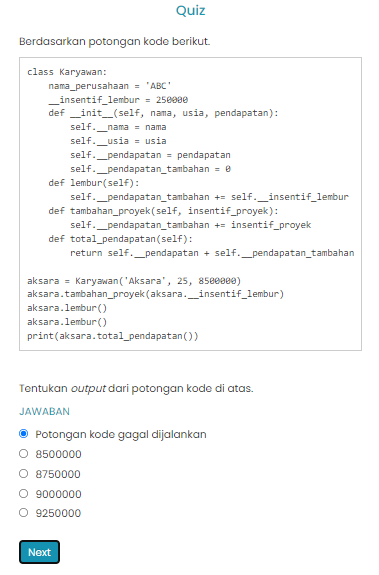 Quiz
Berdasarkan potongan kode berikut.
class Karyawan:
    nama_perusahaan = 'ABC'
    __insentif_lembur = 250000
    def __init__(self, nama, usia, pendapatan):
        self.__nama = nama
        self.__usia = usia
        self.__pendapatan = pendapatan
        self.__pendapatan_tambahan = 0
    def lembur(self):
        self.__pendapatan_tambahan += self.__insentif_lembur
    def tambahan_proyek(self, insentif_proyek):
        self.__pendapatan_tambahan += insentif_proyek
    def total_pendapatan(self):
        return self.__pendapatan + self.__pendapatan_tambahan
aksara = Karyawan('Aksara', 25, 8500000)
aksara.tambahan_proyek(aksara.__insentif_lembur)
aksara.lembur()
aksara.lembur()
print(aksara.total_pendapatan())
Tentukan output dari potongan kode di atas.
JAWABAN
Potongan kode gagal dijalankan
8500000
8750000
9000000
9250000
Next